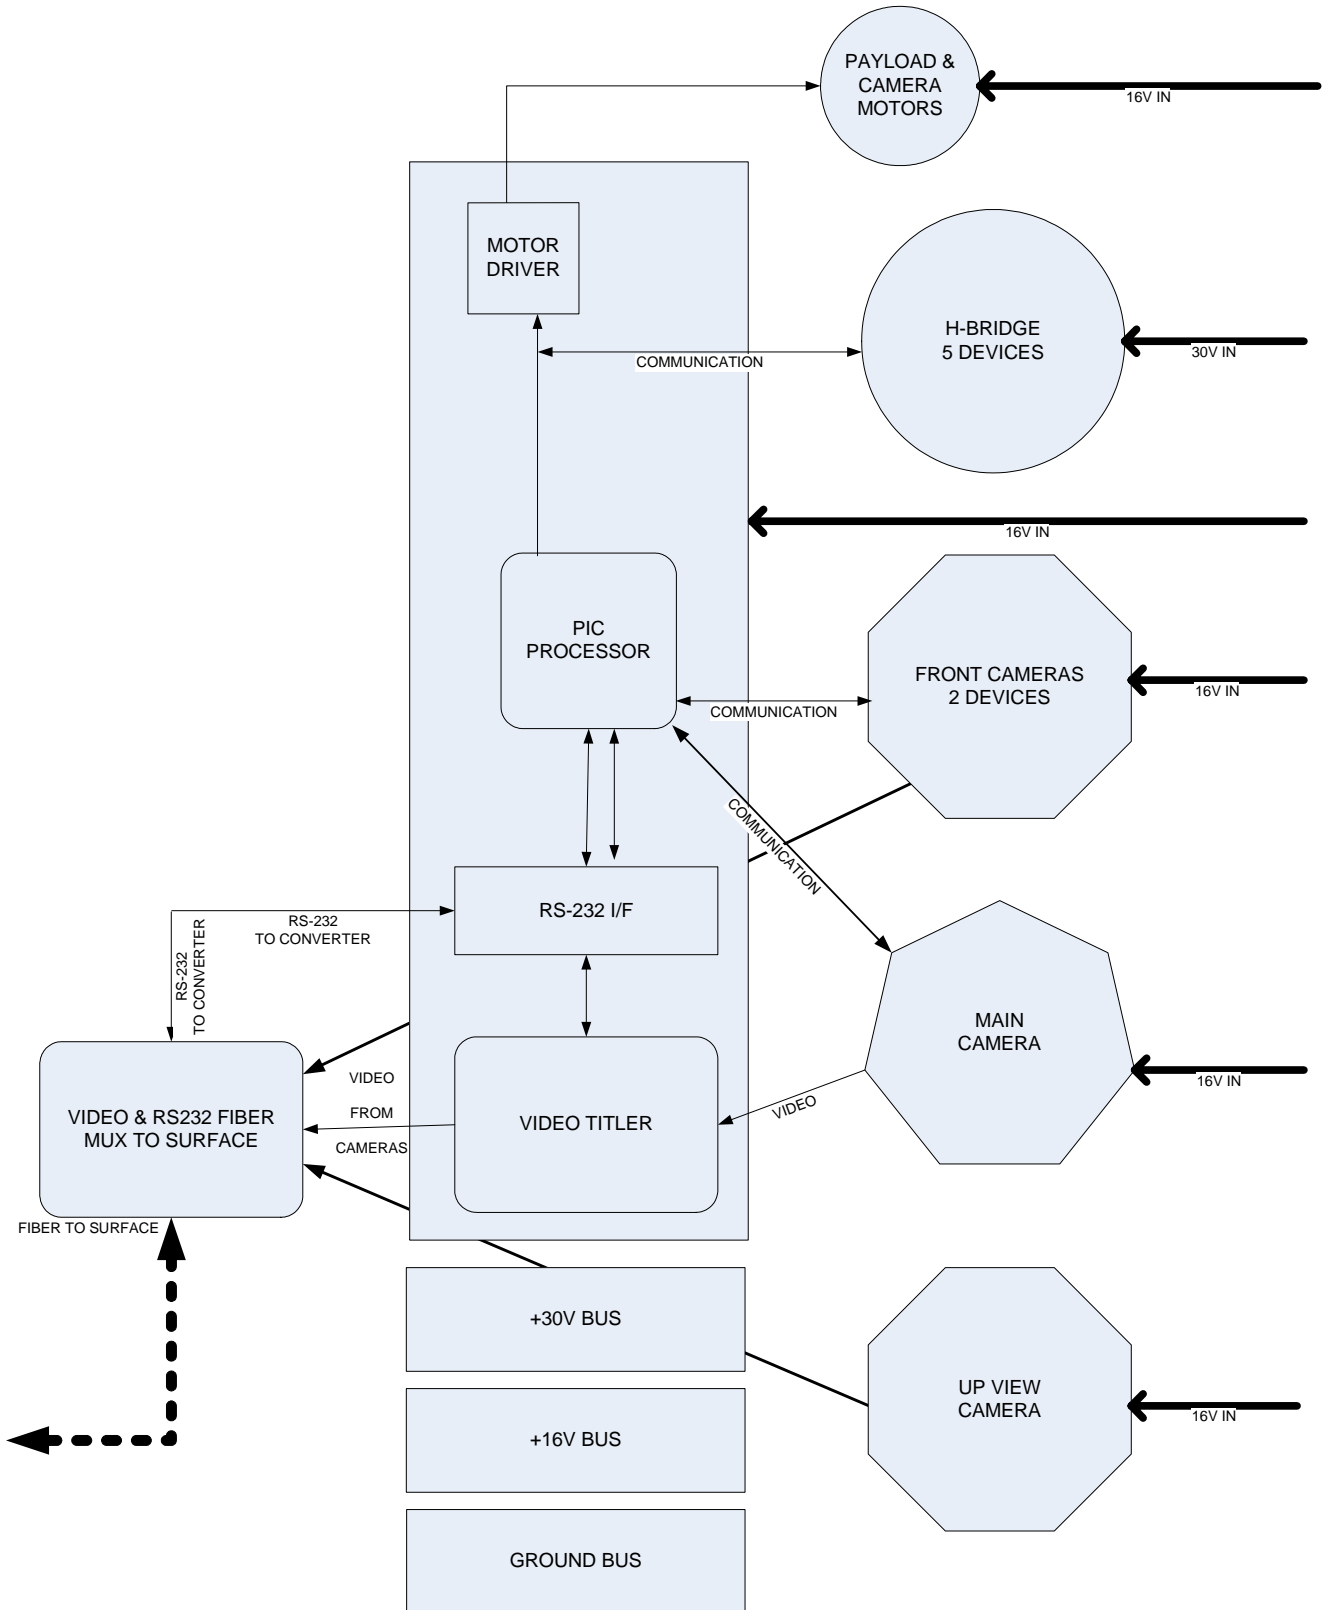 PAYLOAD &
CAMERA
MOTORS
16V IN
MOTOR
DRIVER
H-BRIDGE
5 DEVICES
30V IN
COMMUNICATION
16V IN
PIC
PROCESSOR
FRONT CAMERAS
2 DEVICES
16V IN
COMMUNICATION
COMMUNICATION
RS-232 I/F
RS-232
TO CONVERTER
RS-232
TO CONVERTER
MAIN
CAMERA
16V IN
VIDEO
FROM
CAMERAS
VIDEO
VIDEO TITLER
VIDEO & RS232 FIBER
MUX TO SURFACE
FIBER TO SURFACE
+30V BUS
UP VIEW
CAMERA
16V IN
+16V BUS
GROUND BUS